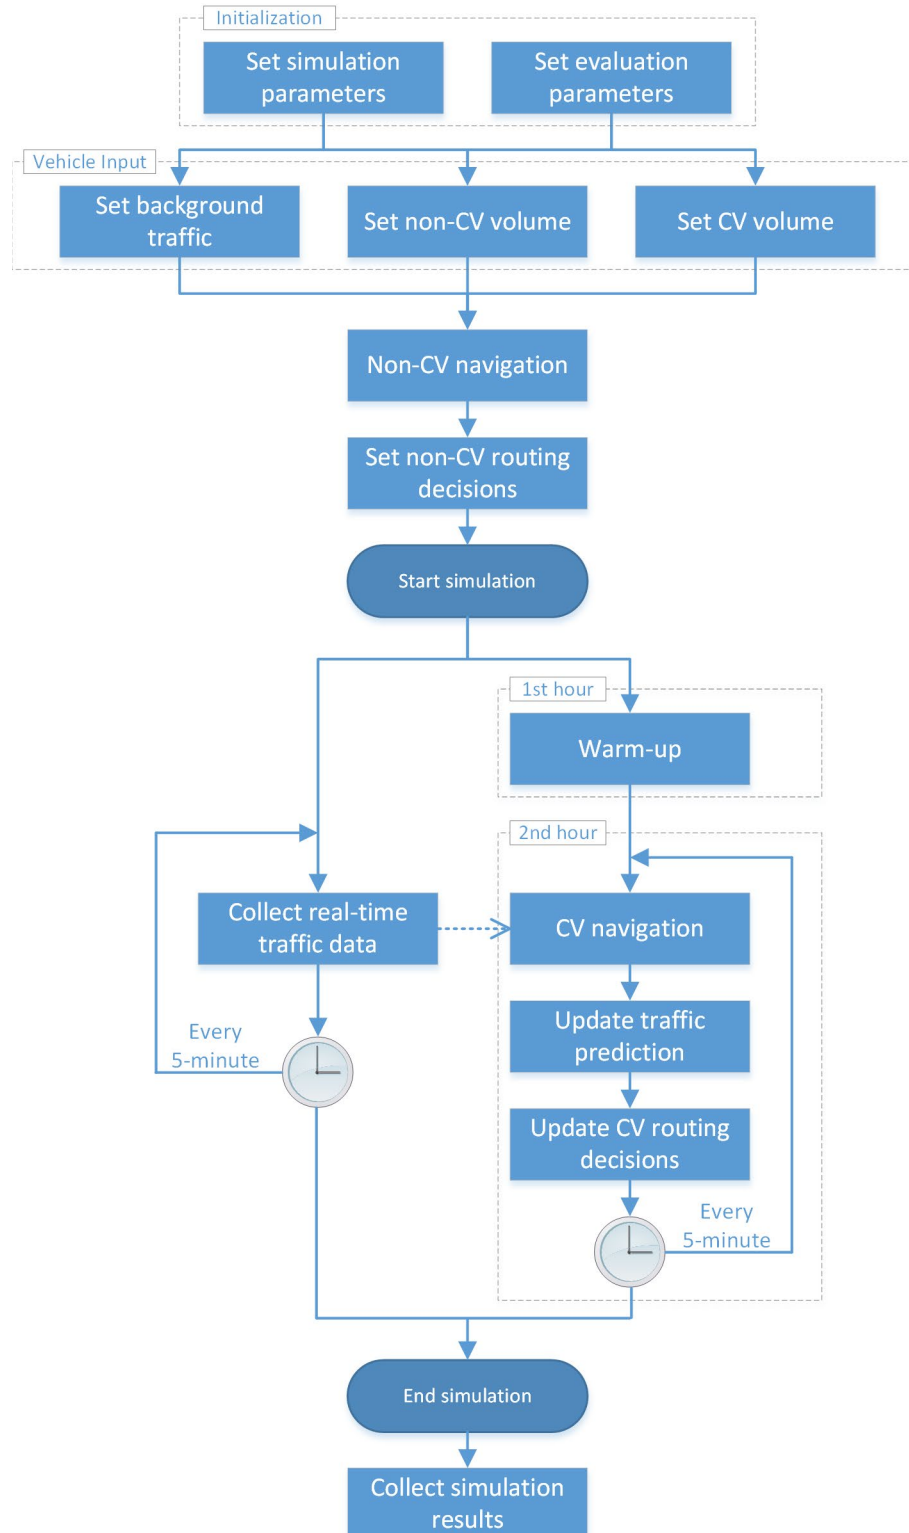 Initialization
Set simulation
parameters
Set evaluation
parameters
Vehicle Input
Set background
traffic
Set non-CV volume
Set CV volume
Non-CV navigation
Set non-CV routing
decisions
Start simulation
1st hour
Warm-up
2nd hour
Collect real-time
traffic data
CV navigation
Update traffic
prediction
Every
5-minute
Update CV routing
decisions
Every
5-minute
End simulation
Collect simulation
results